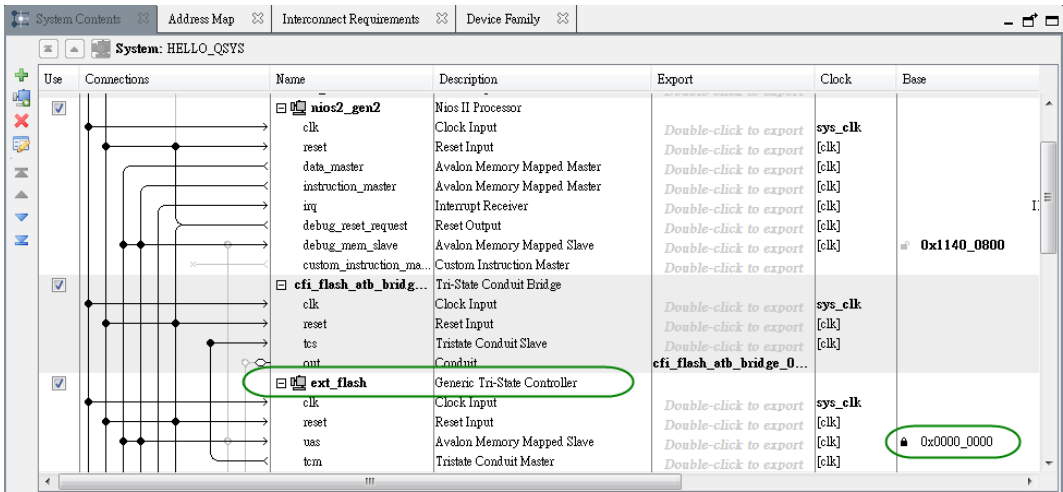 System Contents Address Map Interconnect Requirements Device Family
System: HELLO_QSYS
Use Connections Name Description Export Clock Base
nios2_gen2 Nios II Processor
clk Clock Input Double-click to export sys_clk
reset Reset Input Double-click to export [clk]
data_master Avalon Memory Mapped Master Double-click to export [clk]
instruction_master Avalon Memory Mapped Master Double-click to export [clk]
irq Interrupt Receiver Double-click to export [clk]
debug_reset_request Reset Output Double-click to export [clk]
debug_mem_slave Avalon Memory Mapped Slave Double-click to export [clk] 0x1140_0800
custom_instruction_ma... Custom Instruction Master Double-click to export
cfi_flash_atb_bridg... Tri-State Conduit Bridge
clk Clock Input Double-click to export sys_clk
reset Reset Input Double-click to export [clk]
tcs Tristate Conduit Slave Double-click to export [clk]
out Conduit cfi_flash_atb_bridge_0...
ext_flash Generic Tri-State Controller
clk Clock Input Double-click to export sys_clk
reset Reset Input Double-click to export [clk]
uas Avalon Memory Mapped Slave Double-click to export [clk] 0x0000_0000
tcm Tristate Conduit Master Double-click to export [clk]